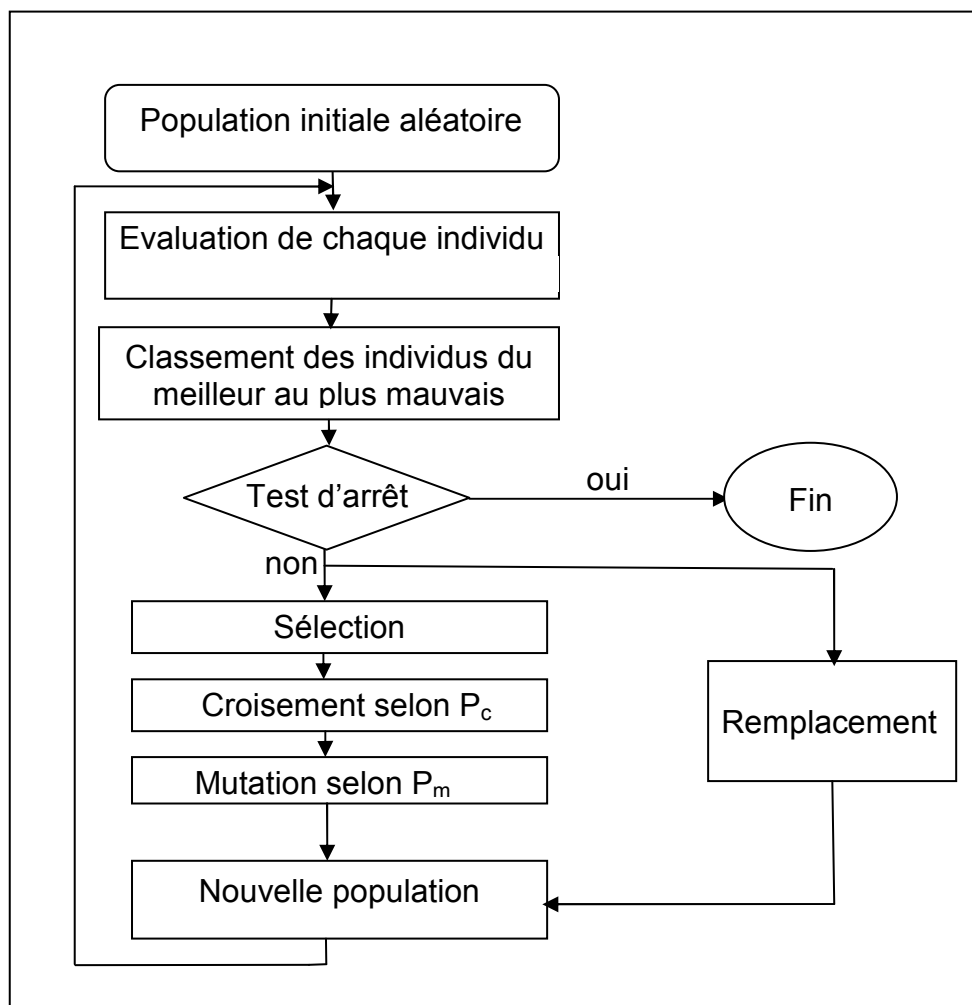 Population initiale aléatoire
Evaluation de chaque individu
Classement des individus du
meilleur au plus mauvais
Test d’arrêt
oui
Fin
non
Sélection
Croisement selon Pc
Remplacement
Mutation selon Pm
Nouvelle population